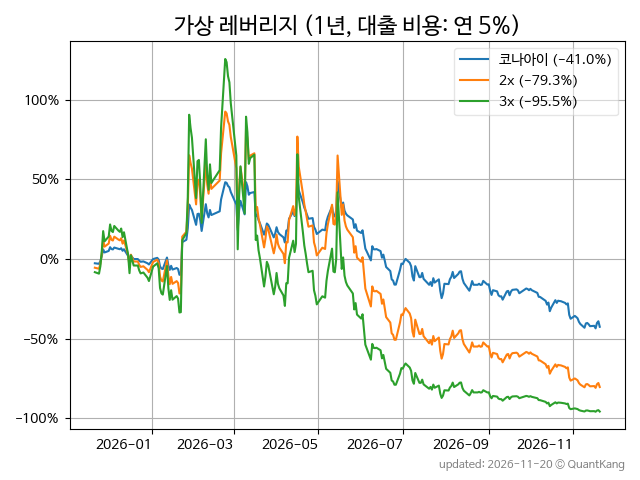 가상 레버리지 (1년, 대출 비용: 연 5%)
코나아이 (-41.0%)
2x (-79.3%)
3x (-95.5%)
100%
50%
0%
−50%
−100%
2026-01 2026-03 2026-05 2026-07 2026-09 2026-11
updated: 2026-11-20 © QuantKang